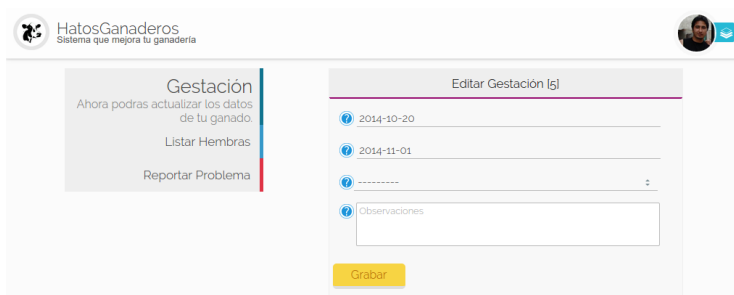 HatosGanaderos
Sistema que mejora tu ganadería
Gestación
Ahora podras actualizar los datos
de tu ganado.
Listar Hembras
Reportar Problema
Editar Gestación [5]
? 2014-10-20
? 2014-11-01
? ---------
? Observaciones
Grabar